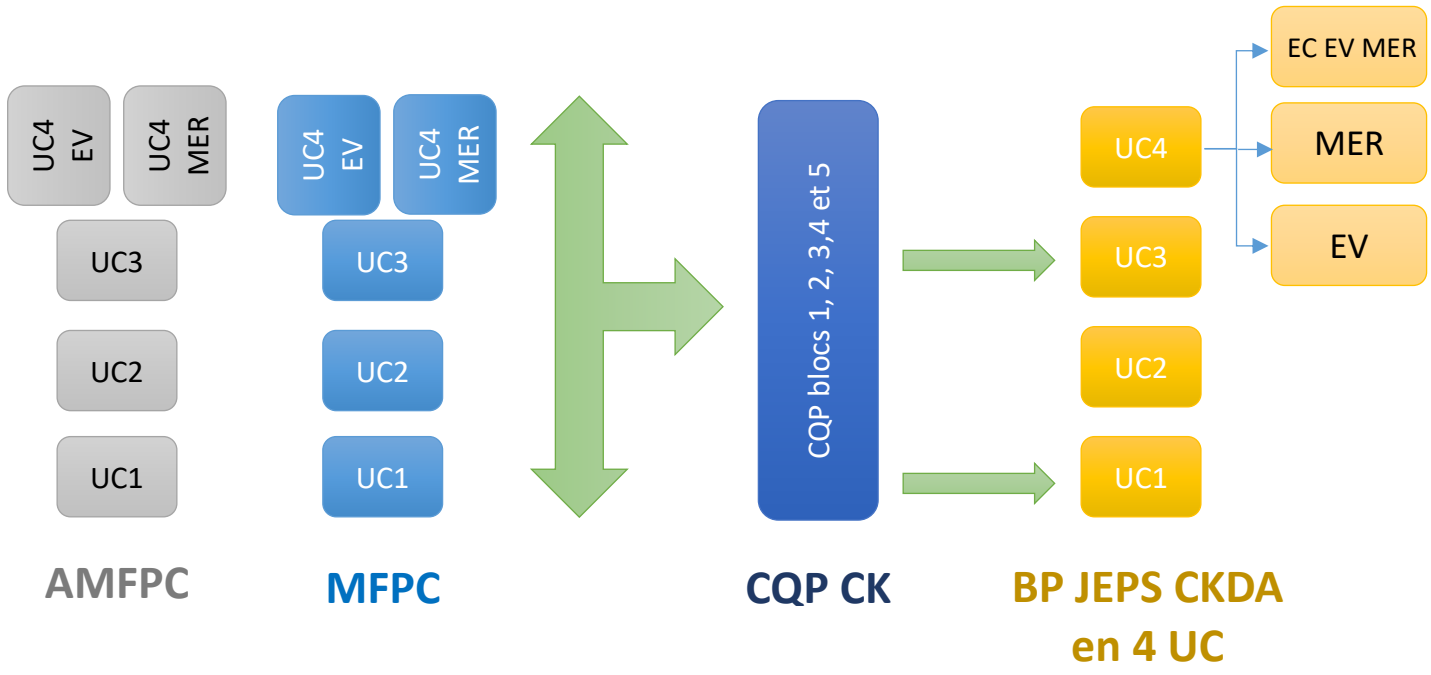 UC4
EV
UC4
MER
UC3
UC2
UC1
AMFPC
UC4
EV
UC4
MER
UC3
UC2
UC1
MFPC
CQP blocs 1, 2, 3,4 et 5
CQP CK
UC4
UC3
UC2
UC1
BP JEPS CKDA
en 4 UC
EC EV MER
MER
EV